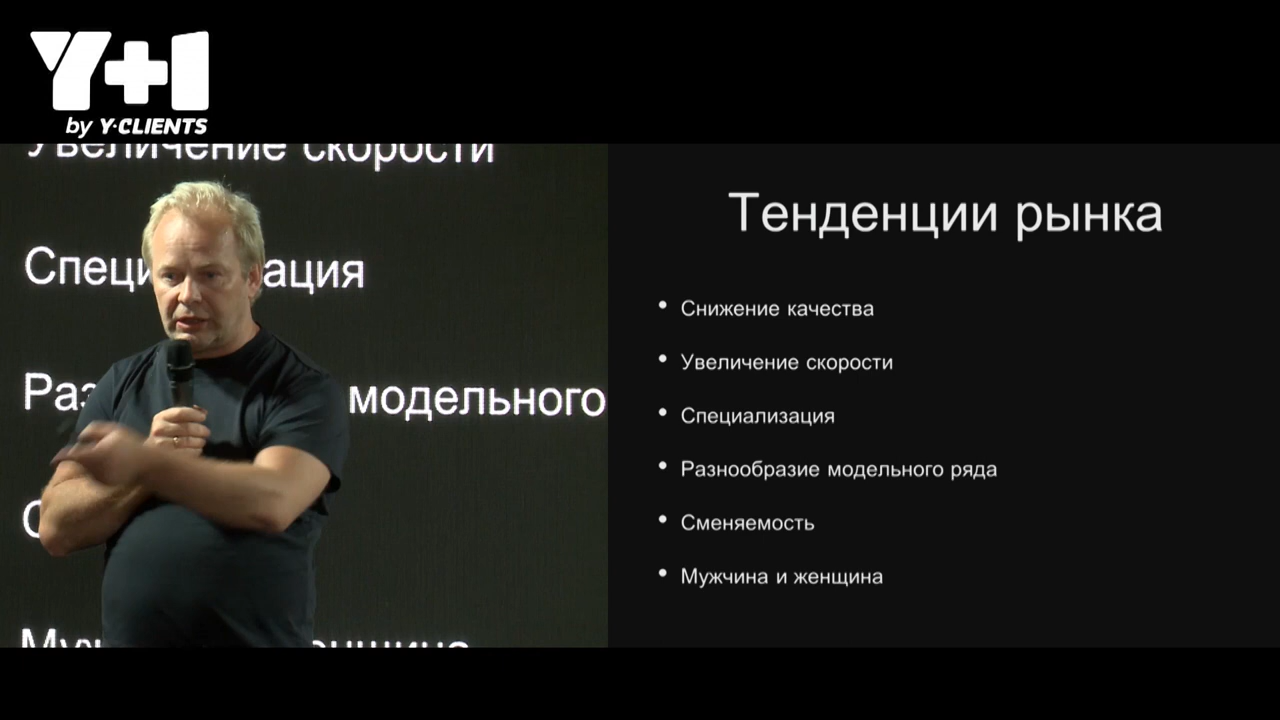 Y+1
by Y·CLIENTS
Увеличение скорости
модельного
Тенденции рынка
• Снижение качества
• Увеличение скорости
• Специализация
• Разнообразие модельного ряда
• Сменяемость
• Мужчина и женщина